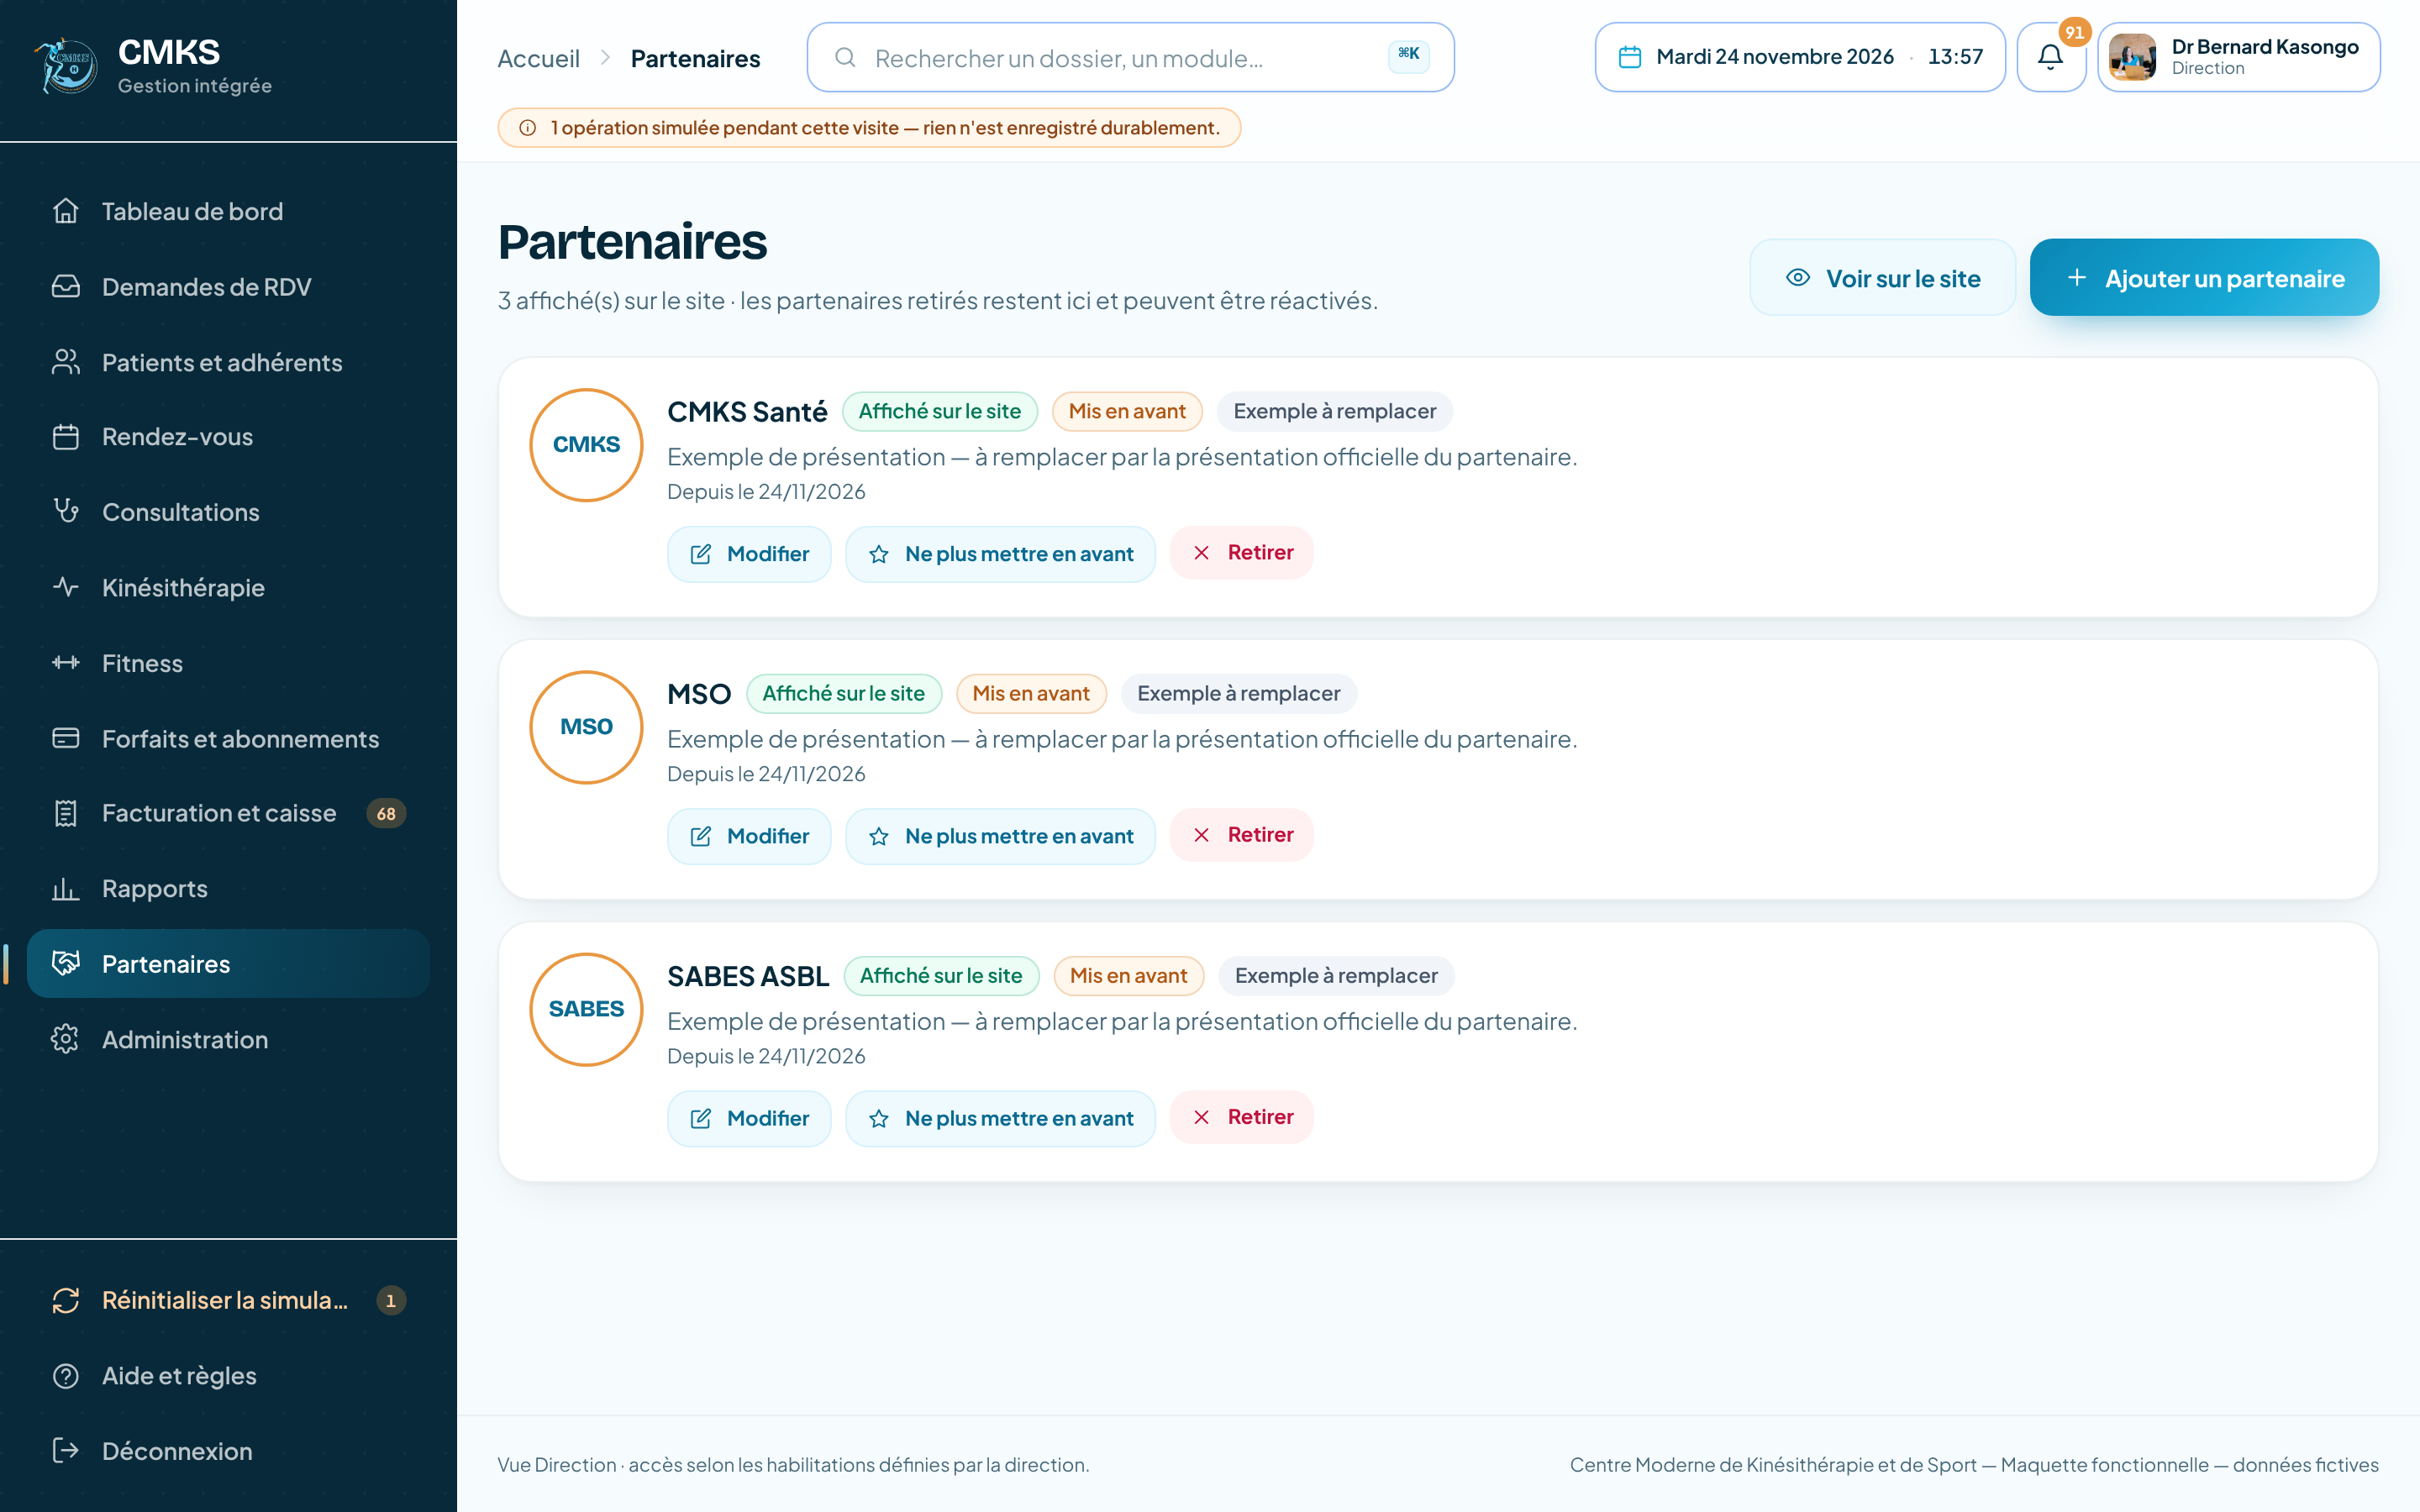 CMKS
Gestion intégrée
Tableau de bord
Demandes de RDV
Patients et adhérents
Rendez-vous
Consultations
Kinésithérapie
Fitness
Forfaits et abonnements
Facturation et caisse 68
Rapports
Partenaires
Administration
Réinitialiser la simula... 1
Aide et règles
Déconnexion
Accueil > Partenaires
Rechercher un dossier, un module...
⌘K
Mardi 24 novembre 2026 · 13:57
91
Dr Bernard Kasongo
Direction
1 opération simulée pendant cette visite — rien n'est enregistré durablement.
Partenaires
3 affiché(s) sur le site · les partenaires retirés restent ici et peuvent être réactivés.
Voir sur le site
+ Ajouter un partenaire
CMKS
CMKS Santé Affiché sur le site Mis en avant Exemple à remplacer
Exemple de présentation — à remplacer par la présentation officielle du partenaire.
Depuis le 24/11/2026
Modifier Ne plus mettre en avant Retirer
MSO
MSO Affiché sur le site Mis en avant Exemple à remplacer
Exemple de présentation — à remplacer par la présentation officielle du partenaire.
Depuis le 24/11/2026
Modifier Ne plus mettre en avant Retirer
SABES
SABES ASBL Affiché sur le site Mis en avant Exemple à remplacer
Exemple de présentation — à remplacer par la présentation officielle du partenaire.
Depuis le 24/11/2026
Modifier Ne plus mettre en avant Retirer
Vue Direction · accès selon les habilitations définies par la direction.
Centre Moderne de Kinésithérapie et de Sport — Maquette fonctionnelle — données fictives